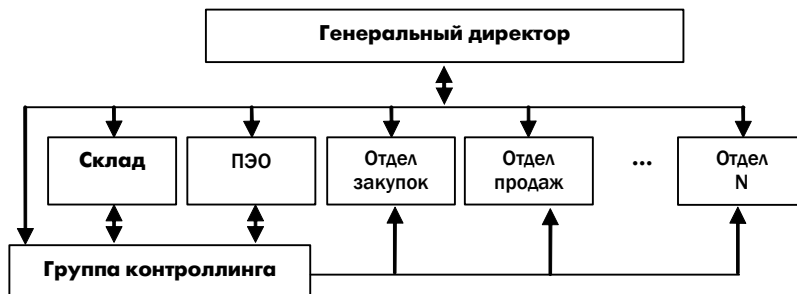 Генеральный директор
Склад
ПЭО
Отдел
закупок
Отдел
продаж
...
Отдел
N
Группа контроллинга